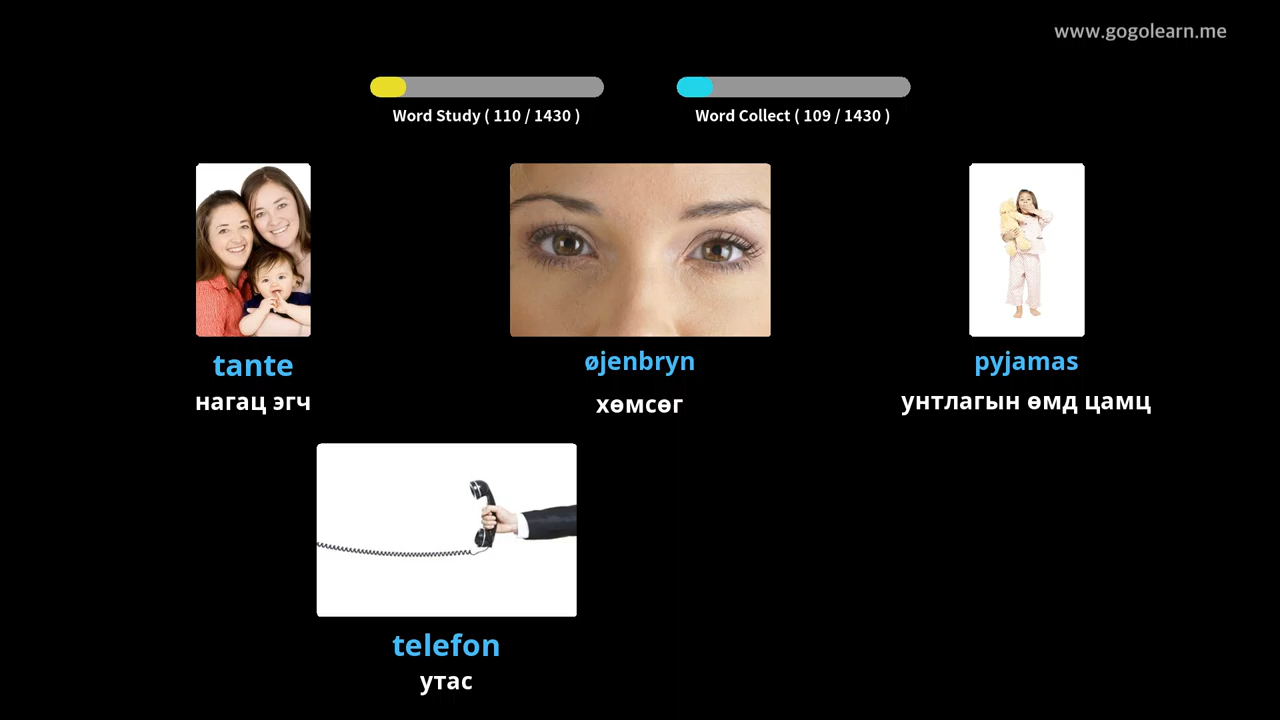 www.gogolearn.me
Word Study ( 110 / 1430 )
Word Collect ( 109 / 1430 )
tante
нагац эгч
øjenbryn
хөмсөг
pyjamas
унтлагын өмд цамц
telefon
утас